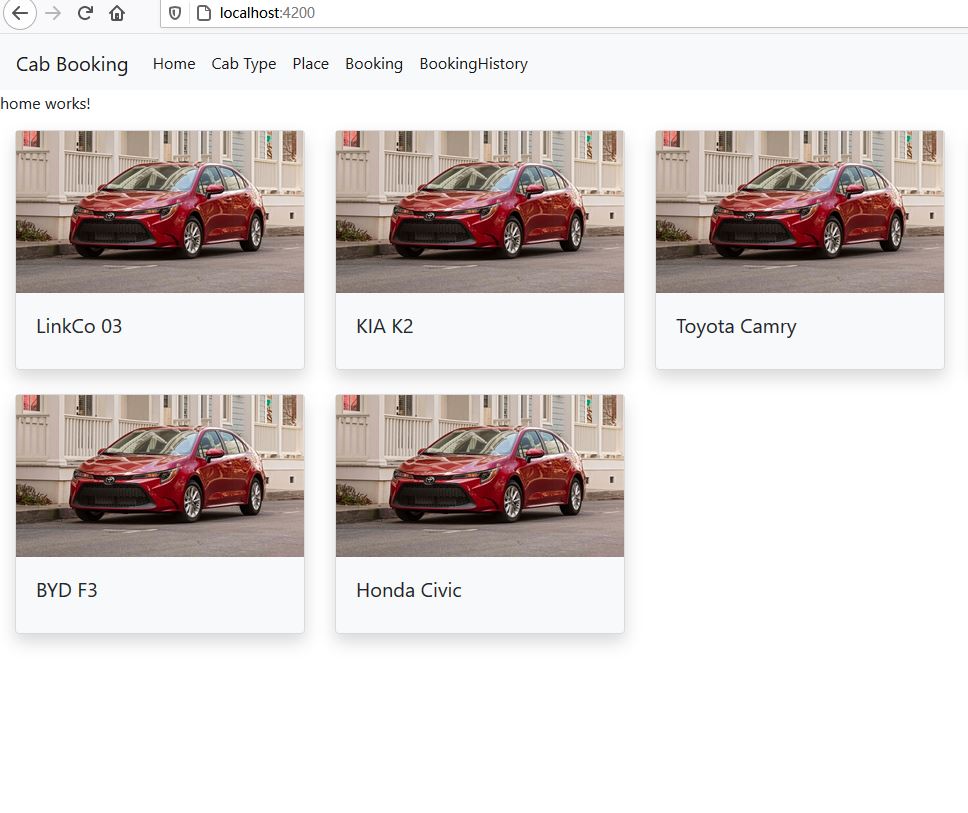 localhost:4200
Cab Booking Home Cab Type Place Booking BookingHistory
home works!
LinkCo 03
KIA K2
Toyota Camry
BYD F3
Honda Civic